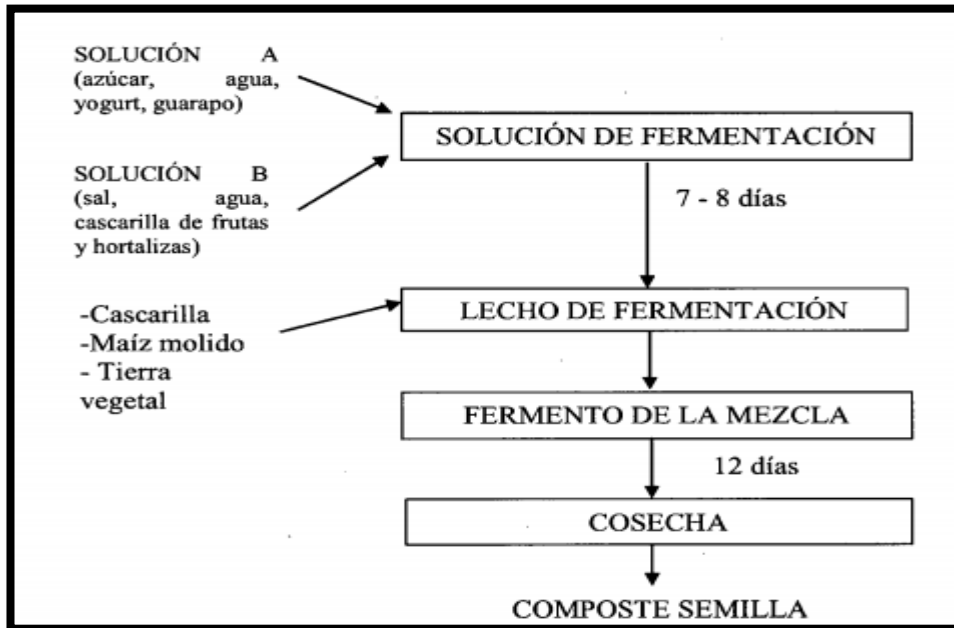 SOLUCIÓN A
(azúcar, agua,
yogurt, guarapo)
SOLUCIÓN DE FERMENTACIÓN
SOLUCIÓN B
(sal, agua,
cascarilla de frutas
y hortalizas)
7 - 8 días
-Cascarilla
-Maíz molido
- Tierra
vegetal
LECHO DE FERMENTACIÓN
FERMENTO DE LA MEZCLA
12 días
COSECHA
COMPOSTE SEMILLA